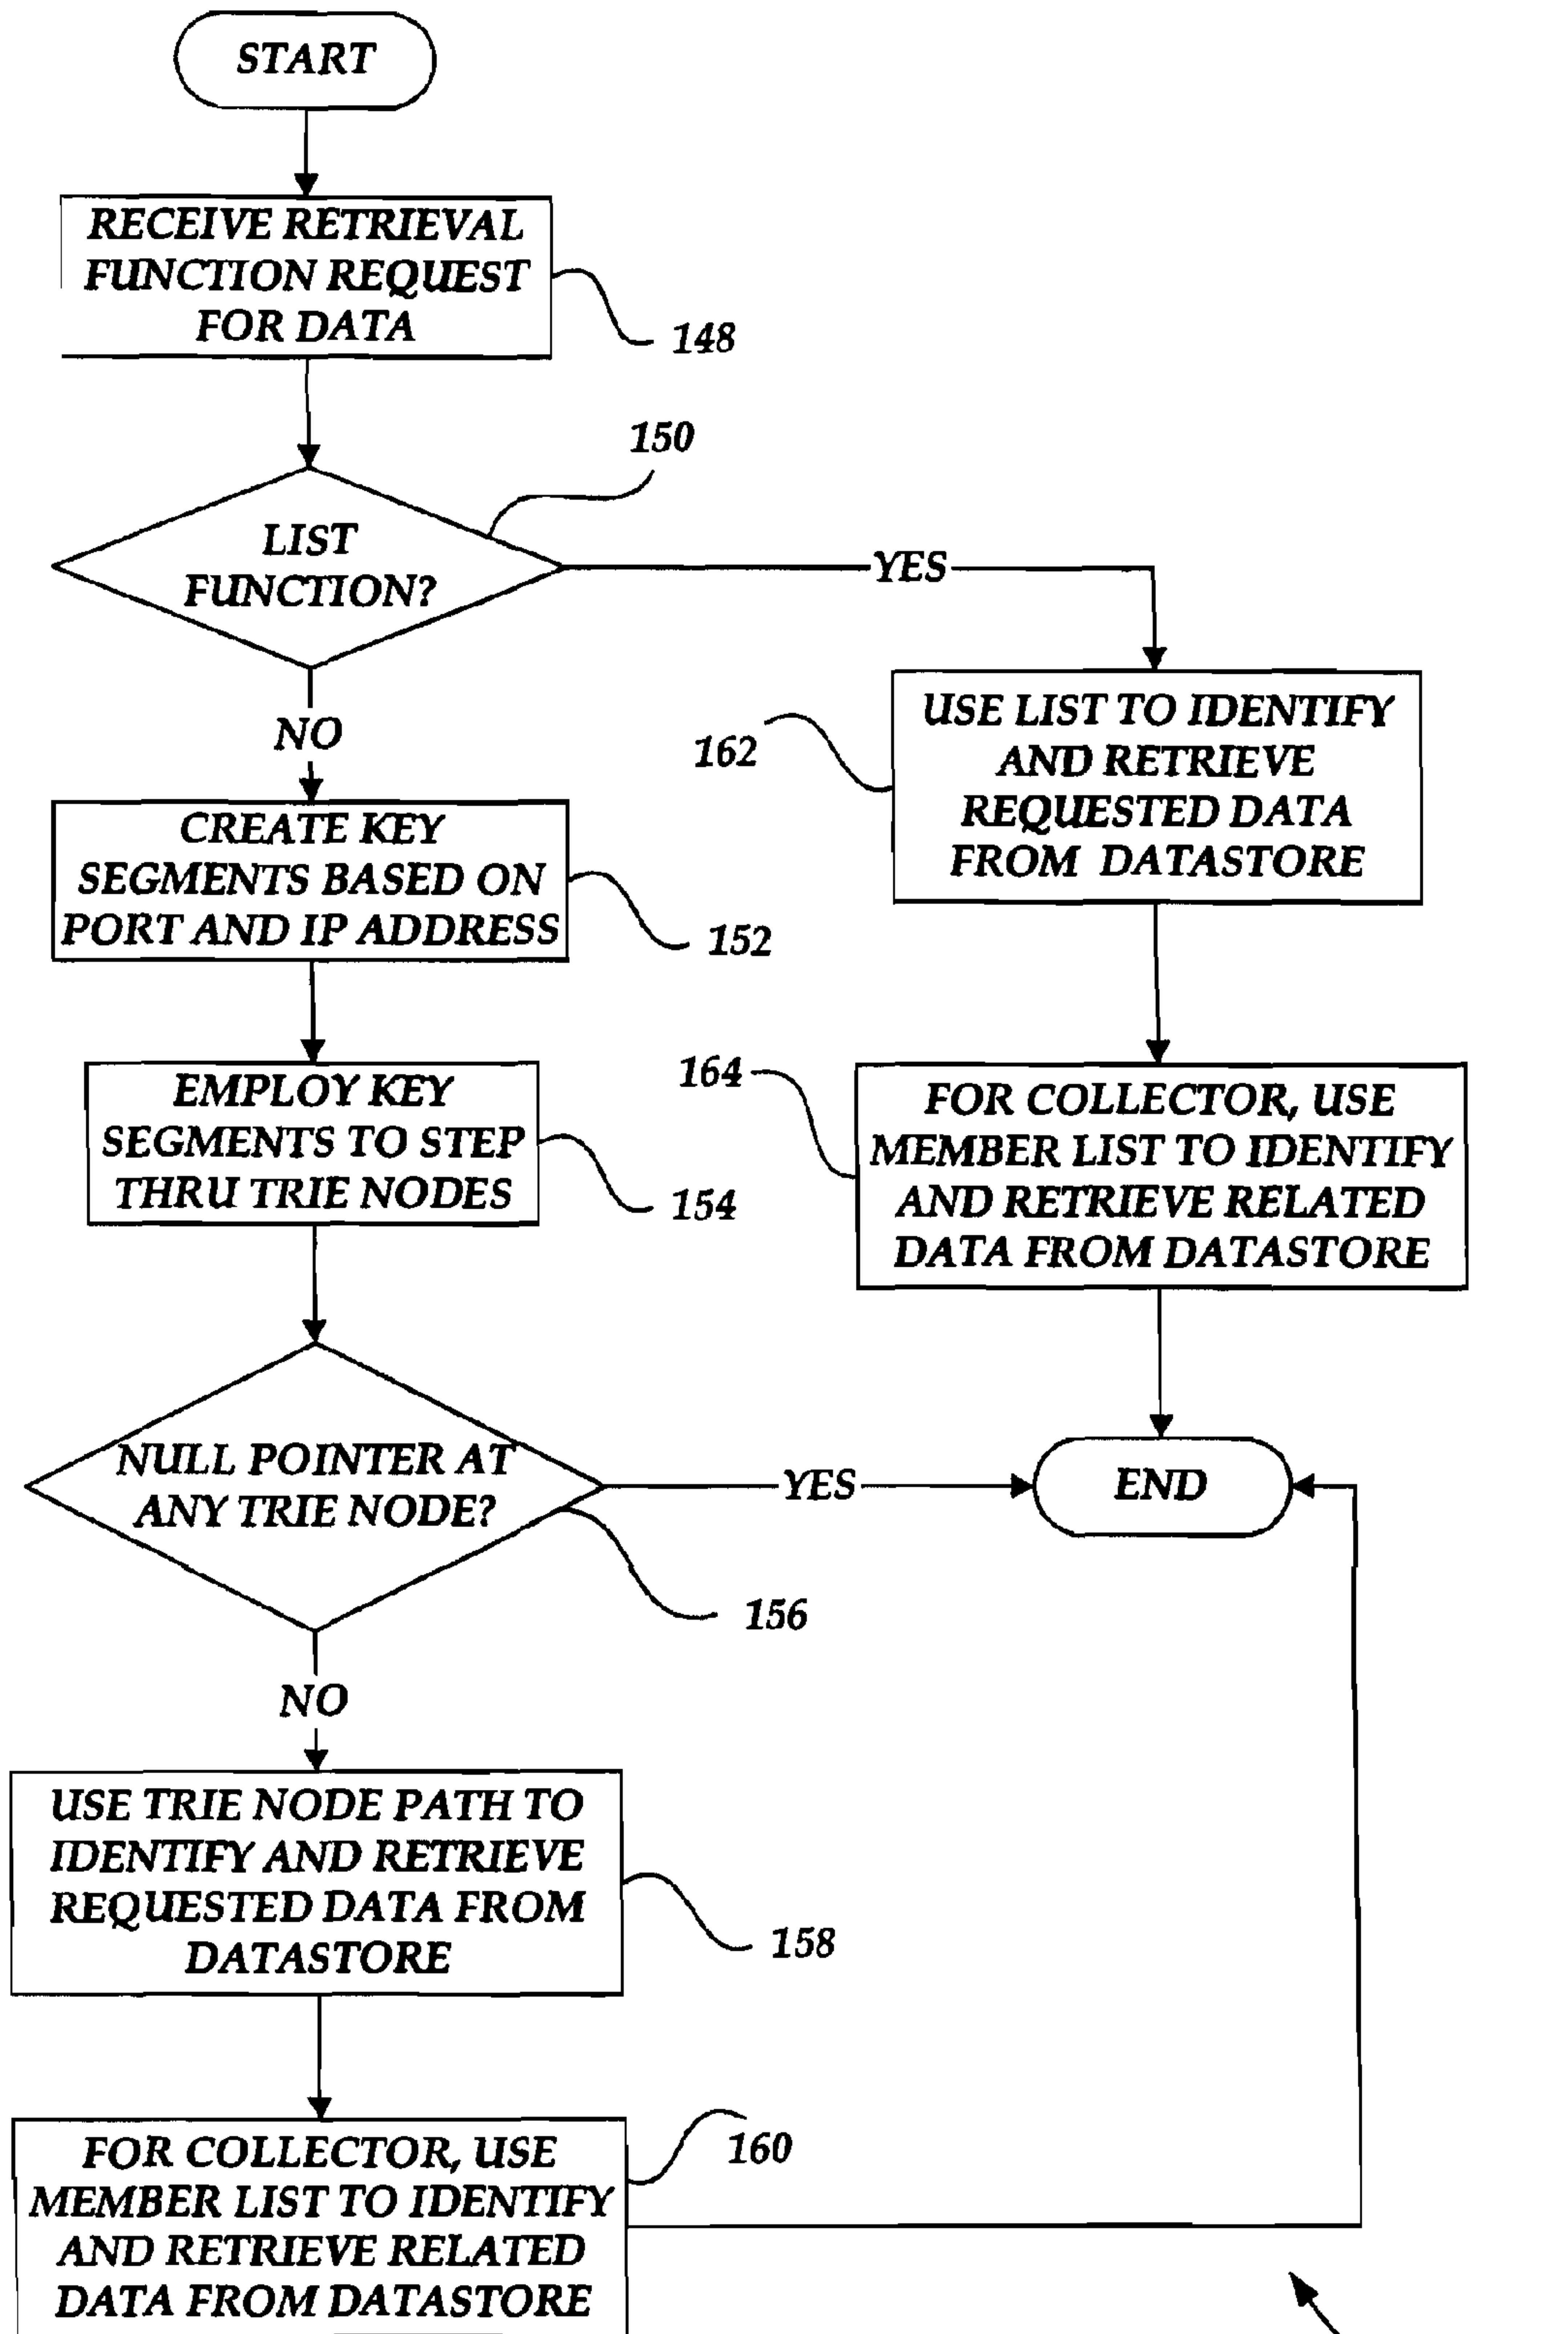 START
RECEIVE RETRIEVAL
FUNCTION REQUEST
FOR DATA
148
150
LIST
FUNCTION?
YES
NO
162
USE LIST TO IDENTIFY
AND RETRIEVE
REQUESTED DATA
FROM DATASTORE
CREATE KEY
SEGMENTS BASED ON
PORT AND IP ADDRESS
152
164
FOR COLLECTOR, USE
MEMBER LIST TO IDENTIFY
AND RETRIEVE RELATED
DATA FROM DATASTORE
EMPLOY KEY
SEGMENTS TO STEP
THRU TRIE NODES
154
NULL POINTER AT
ANY TRIE NODE?
YES
END
156
NO
USE TRIE NODE PATH TO
IDENTIFY AND RETRIEVE
REQUESTED DATA FROM
DATASTORE
158
160
FOR COLLECTOR, USE
MEMBER LIST TO IDENTIFY
AND RETRIEVE RELATED
DATA FROM DATASTORE